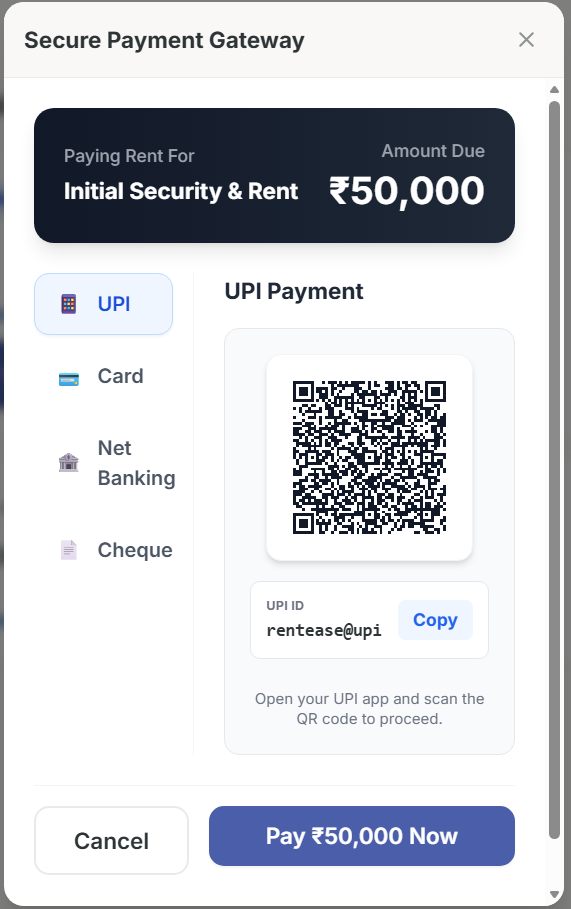 Secure Payment Gateway
Paying Rent For
Initial Security & Rent
Amount Due
₹50,000
UPI
Card
Net
Banking
Cheque
UPI Payment
UPI ID
rentease@upi
Copy
Open your UPI app and scan the
QR code to proceed.
Cancel
Pay ₹50,000 Now